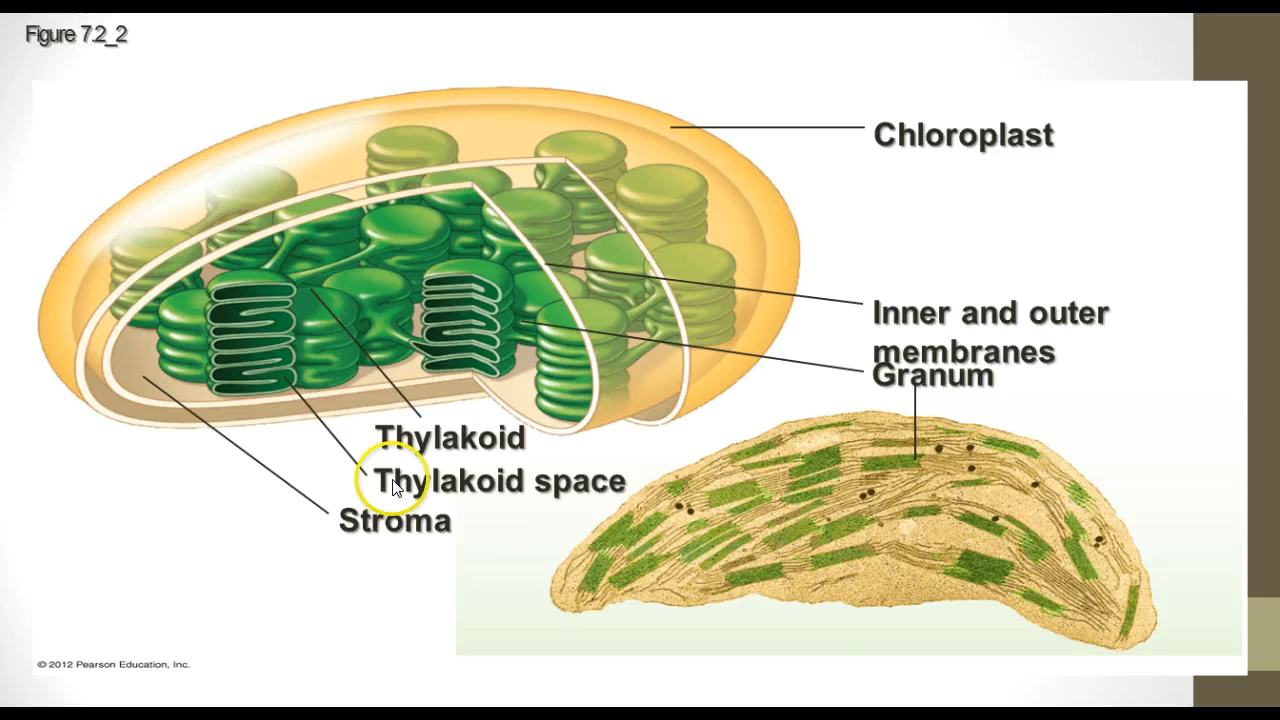 Figure 7.2_2
Chloroplast
Inner and outer
membranes
Granum
Thylakoid
Thylakoid space
Stroma
© 2012 Pearson Education, Inc.